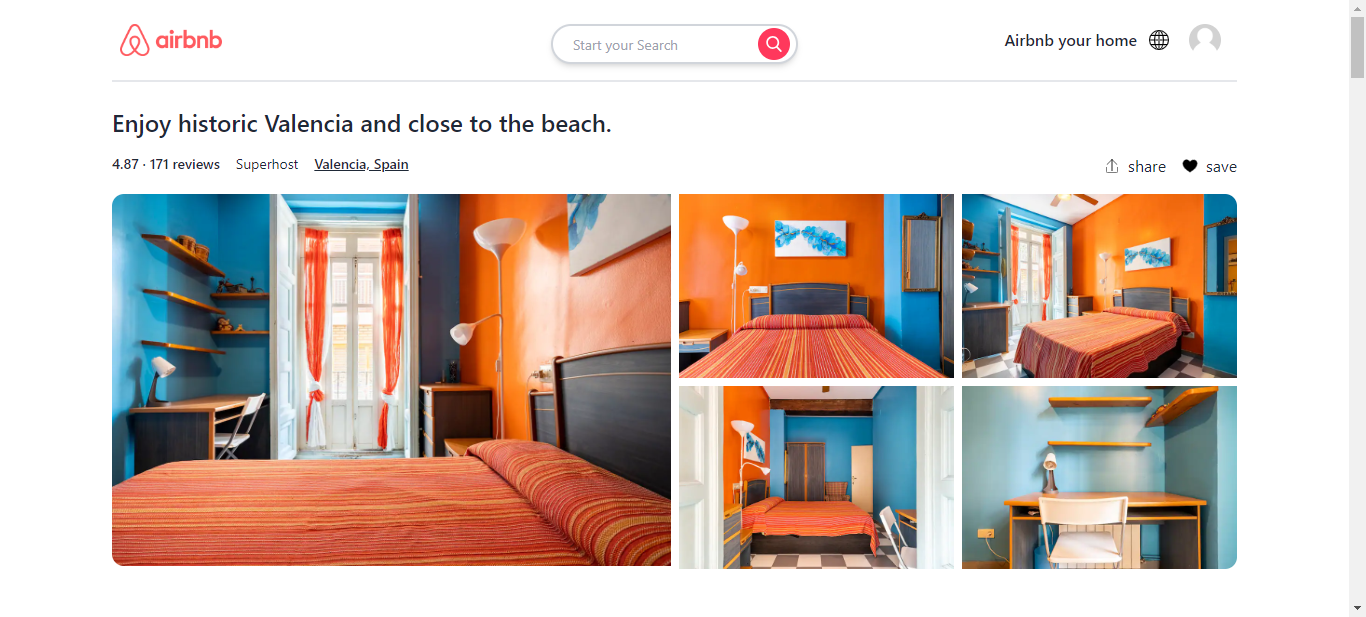 airbnb
Start your Search
Airbnb your home
Enjoy historic Valencia and close to the beach.
4.87 · 171 reviews Superhost Valencia, Spain
share save